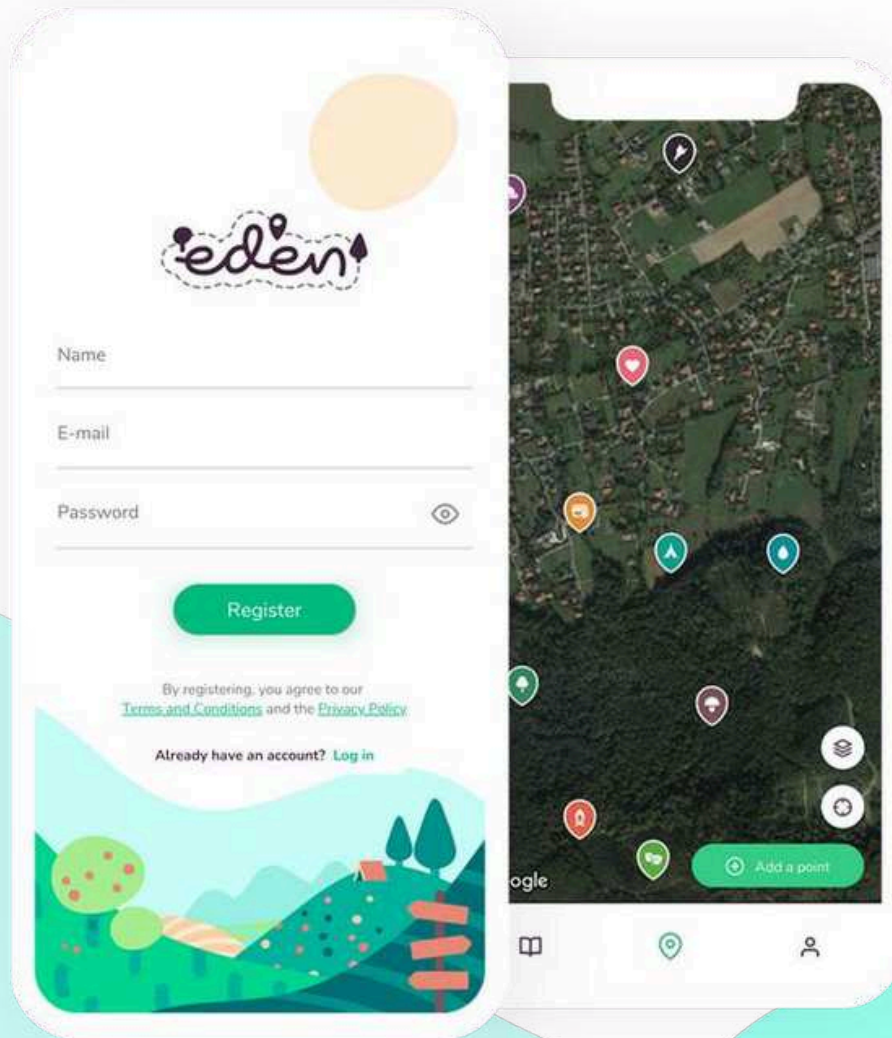 eden
Name
E-mail
Password
Register
By registering, you agree to our
Terms and Conditions and the Privacy Policy
Already have an account? Log in
ogle
Add a point